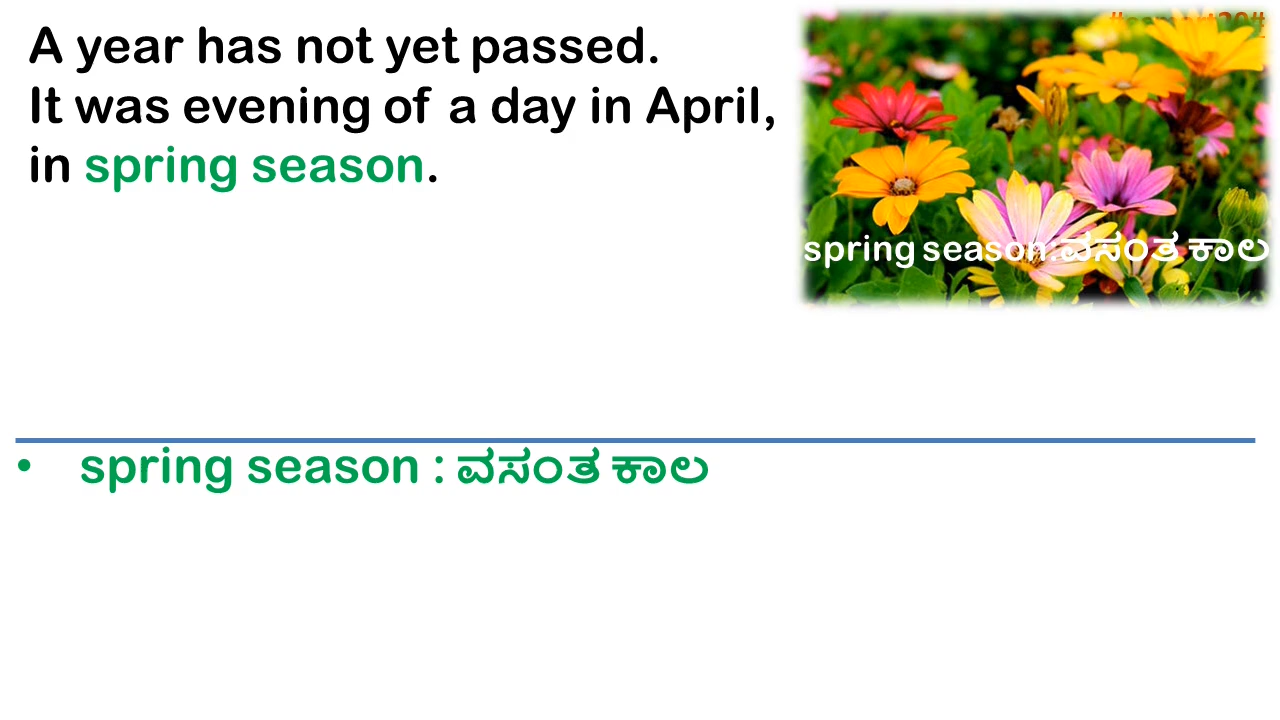 A year has not yet passed.
It was evening of a day in April,
in spring season.
spring season:ವಸಂತ ಕಾಲ
• spring season : ವಸಂತ ಕಾಲ